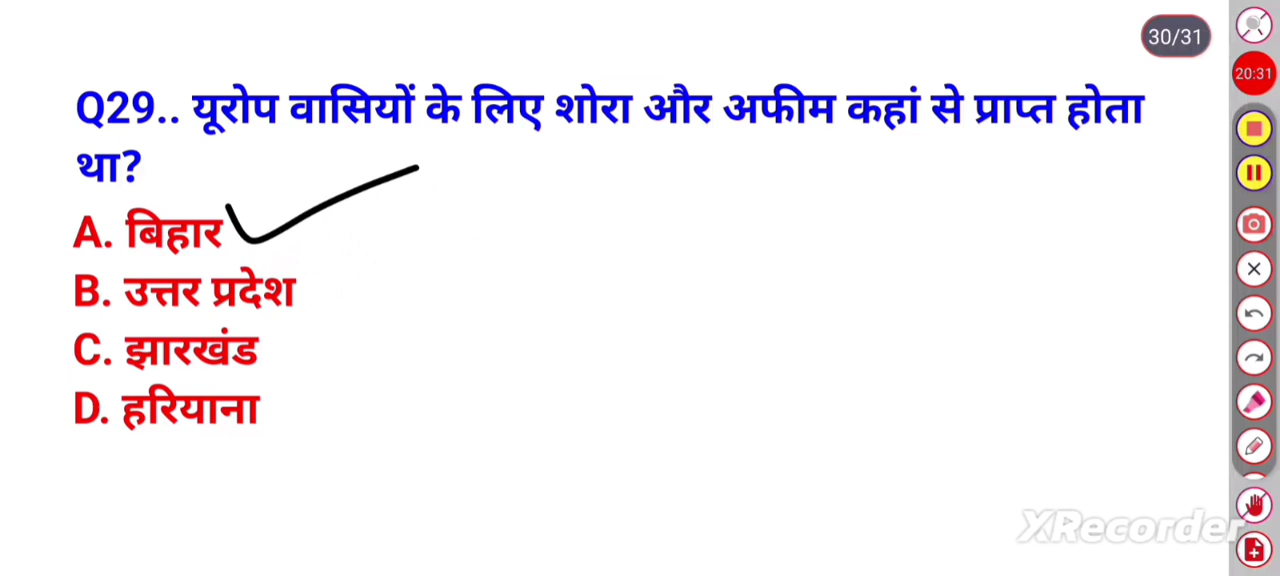 30/31
20:31
Q29.. यूरोप वासियों के लिए शोरा और अफीम कहां से प्राप्त होता
था?
A. बिहार
B. उत्तर प्रदेश
C. झारखंड
D. हरियाणा
XRecorder